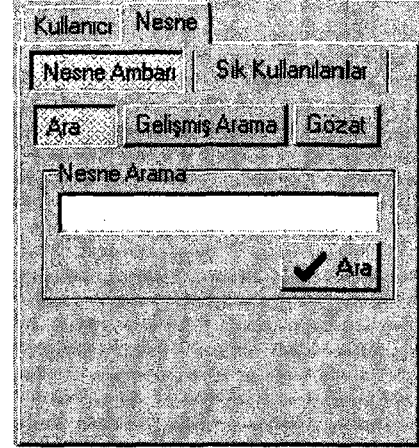 Kullanıcı Nesne
Nesne Ambarı Sık Kullanılanlar
Ara Gelişmiş Arama Gözat
Nesne Arama
Ara